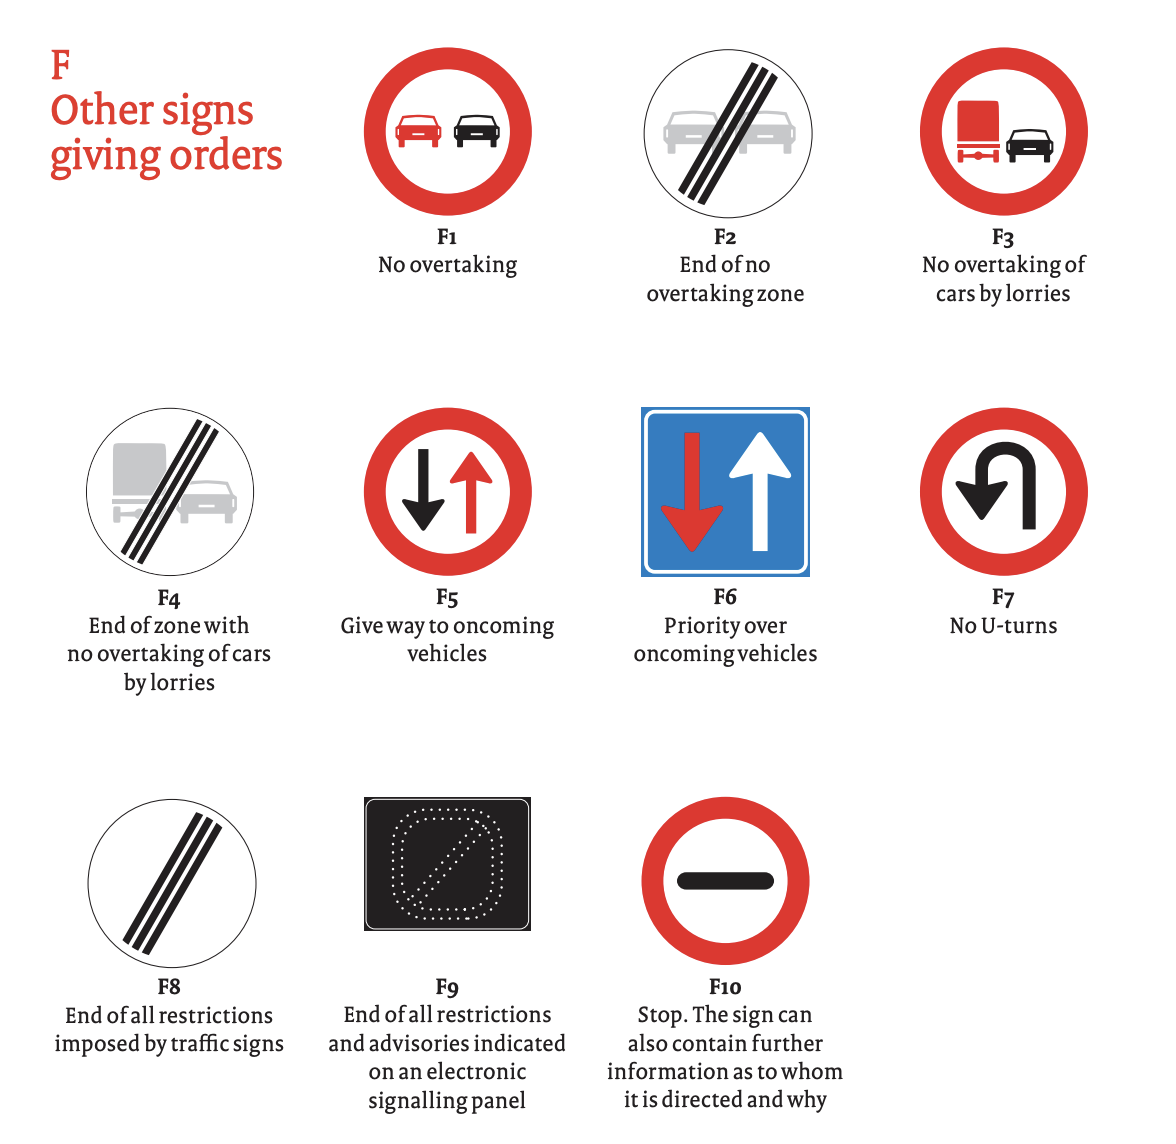 F
Other signs
giving orders
F1
No overtaking
F2
End of no
overtaking zone
F3
No overtaking of
cars by lorries
F4
End of zone with
no overtaking of cars
by lorries
F5
Give way to oncoming
vehicles
F6
Priority over
oncoming vehicles
F7
No U-turns
F8
End of all restrictions
imposed by traffic signs
F9
End of all restrictions
and advisories indicated
on an electronic
signalling panel
F10
Stop. The sign can
also contain further
information as to whom
it is directed and why